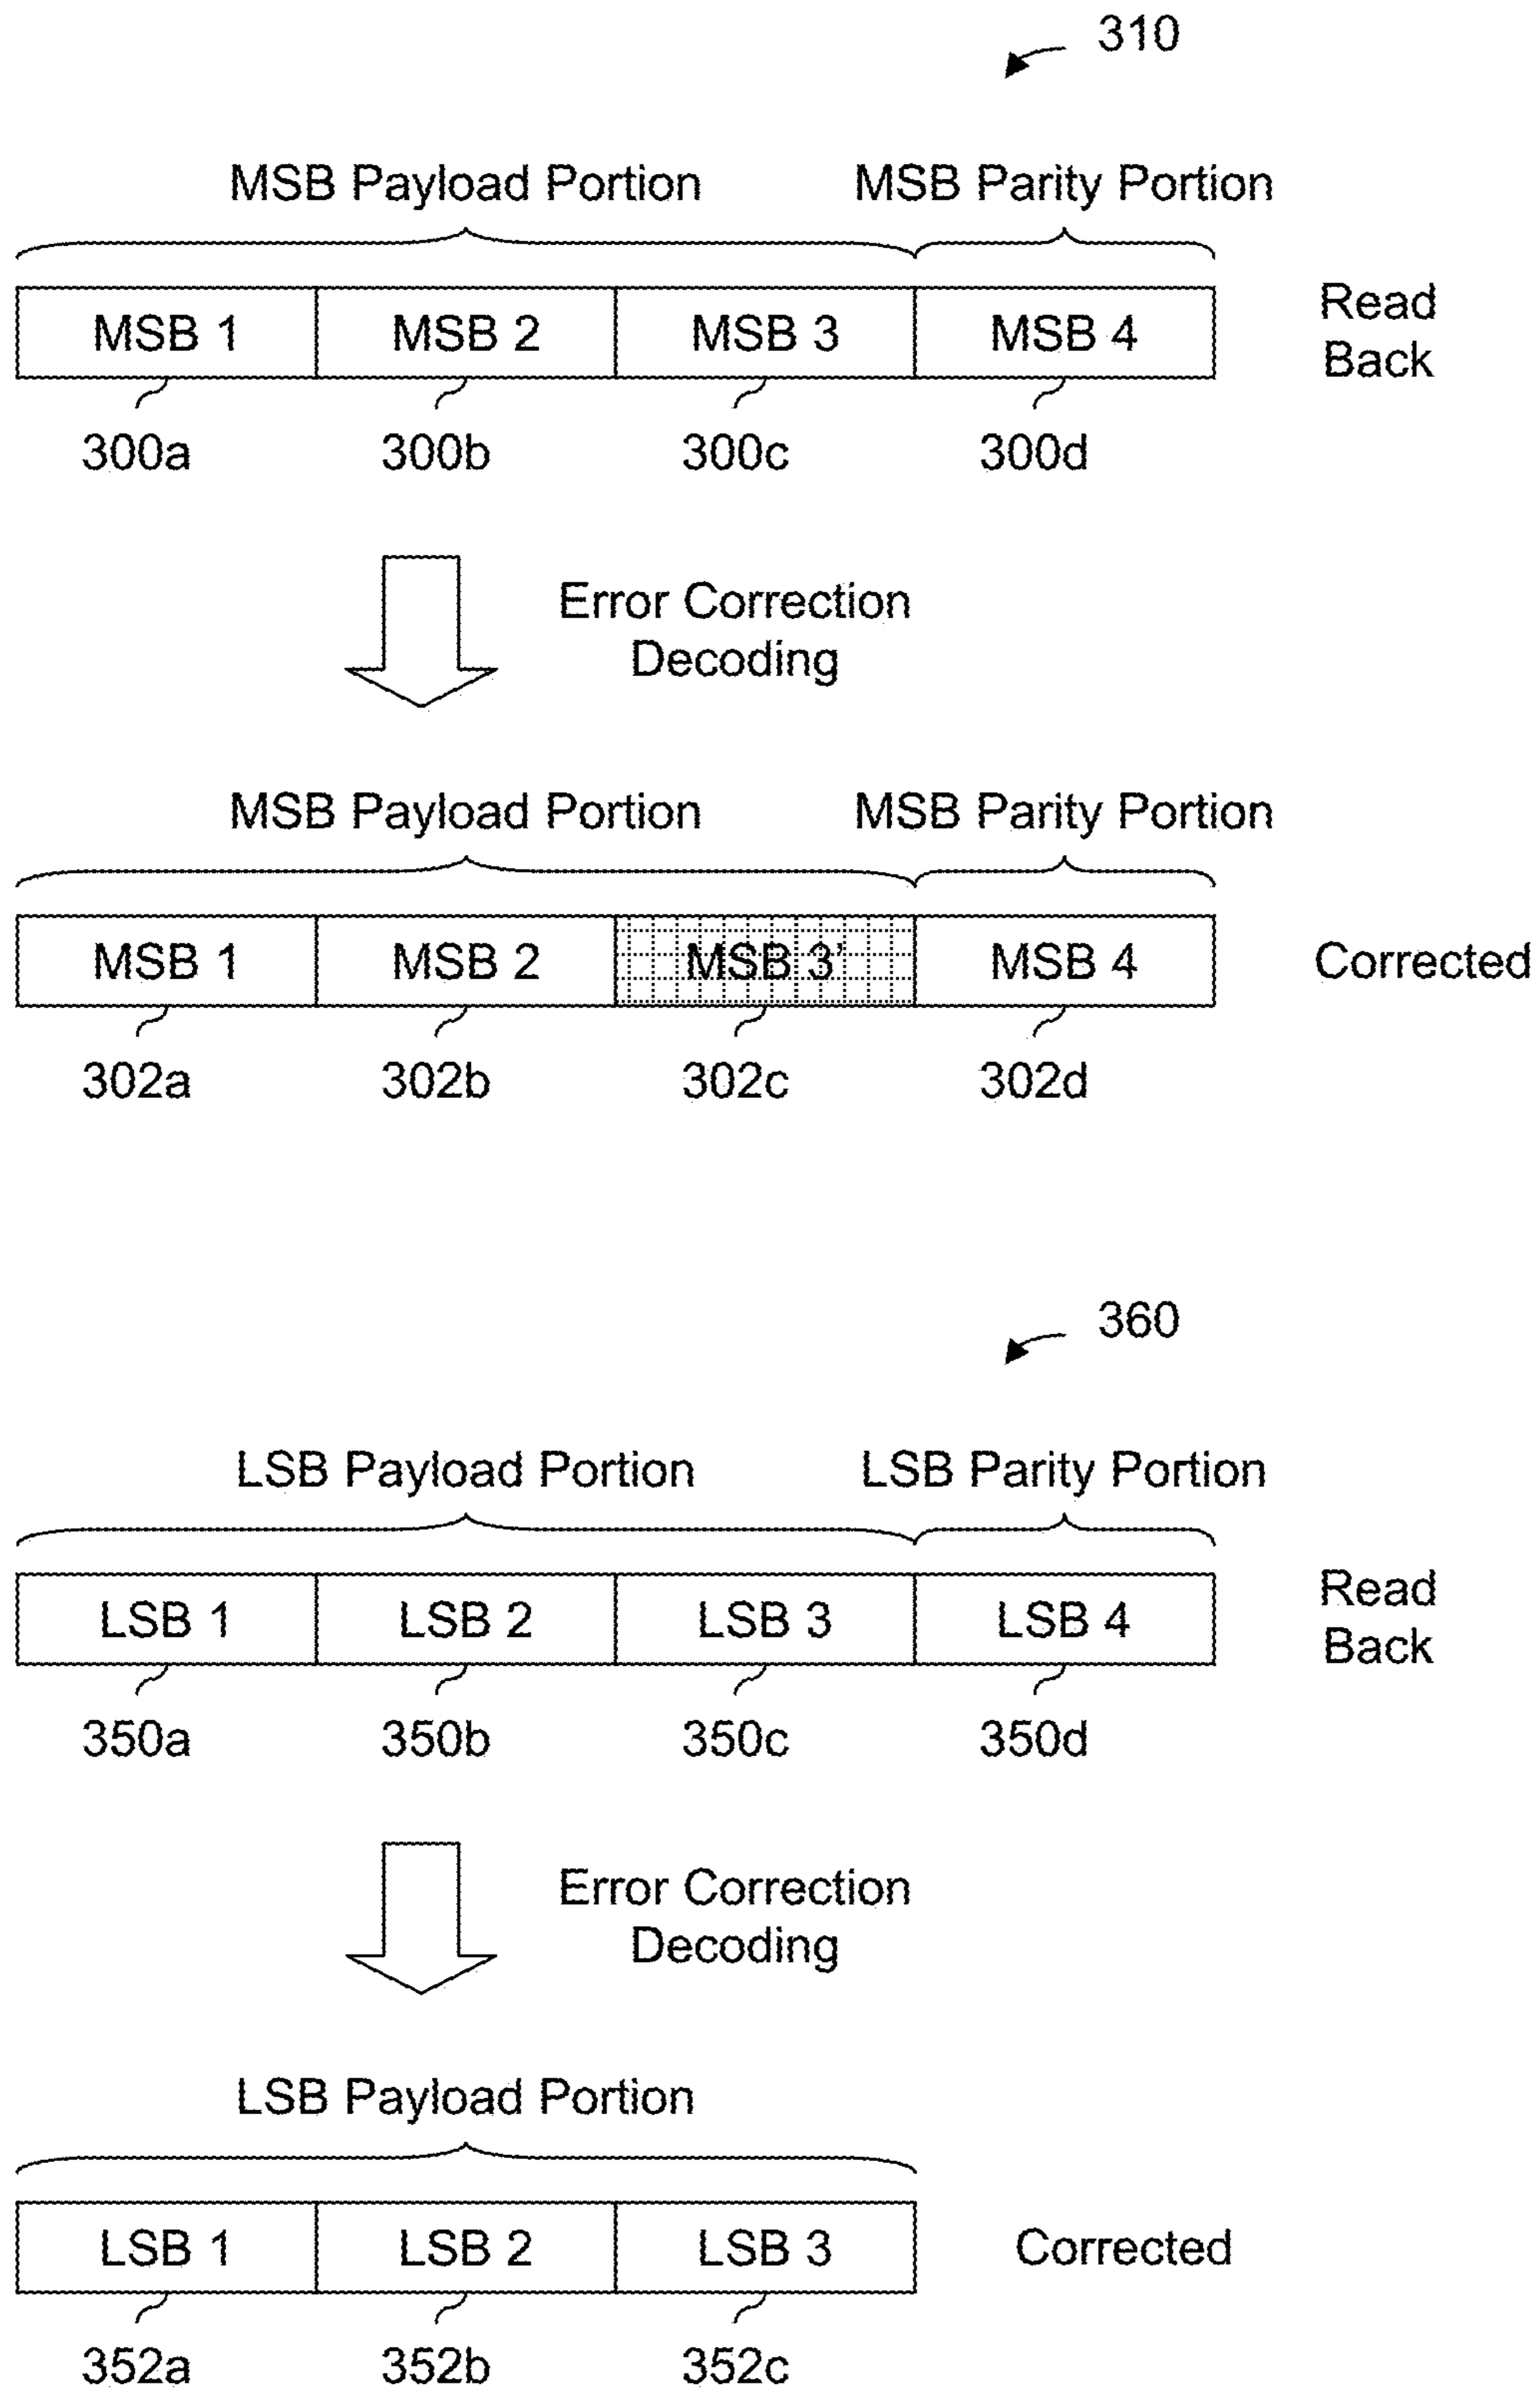 310
MSB Payload Portion MSB Parity Portion
MSB 1 MSB 2 MSB 3 MSB 4 Read Back
300a 300b 300c 300d
Error Correction
Decoding
MSB Payload Portion MSB Parity Portion
MSB 1 MSB 2 MSB 3' MSB 4 Corrected
302a 302b 302c 302d
360
LSB Payload Portion LSB Parity Portion
LSB 1 LSB 2 LSB 3 LSB 4 Read Back
350a 350b 350c 350d
Error Correction
Decoding
LSB Payload Portion
LSB 1 LSB 2 LSB 3 Corrected
352a 352b 352c